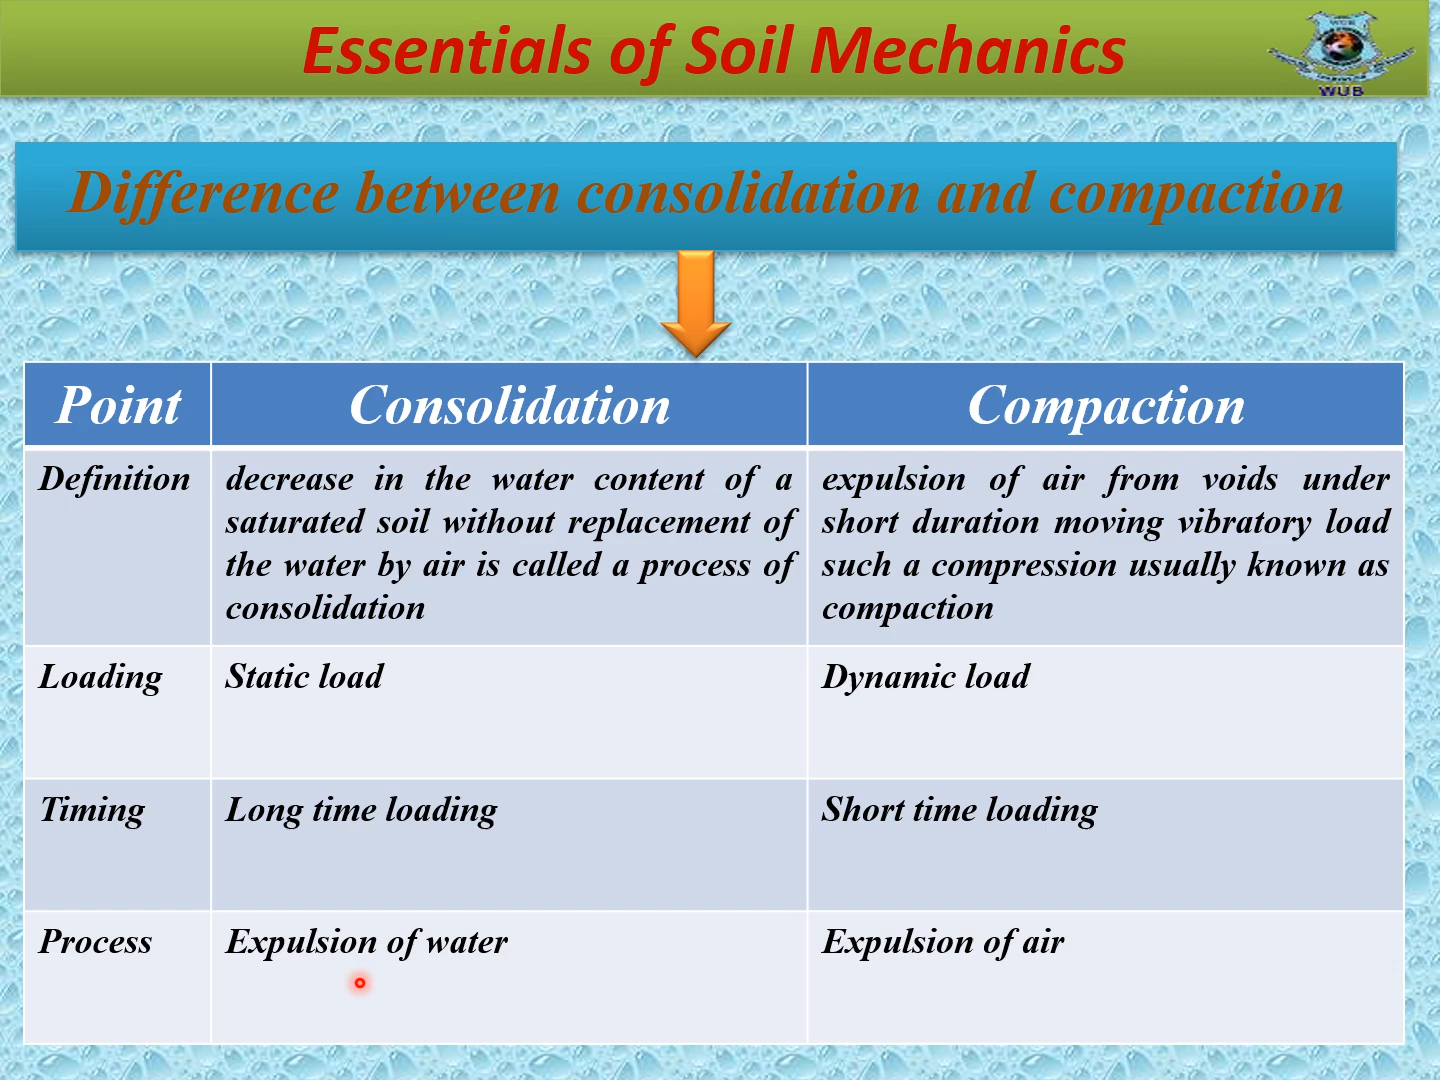 Essentials of Soil Mechanics
WUB
Difference between consolidation and compaction
Point
Consolidation
Compaction
Definition
decrease in the water content of a
saturated soil without replacement of
the water by air is called a process of
consolidation
expulsion of air from voids under
short duration moving vibratory load
such a compression usually known as
compaction
Loading
Static load
Dynamic load
Timing
Long time loading
Short time loading
Process
Expulsion of water
Expulsion of air